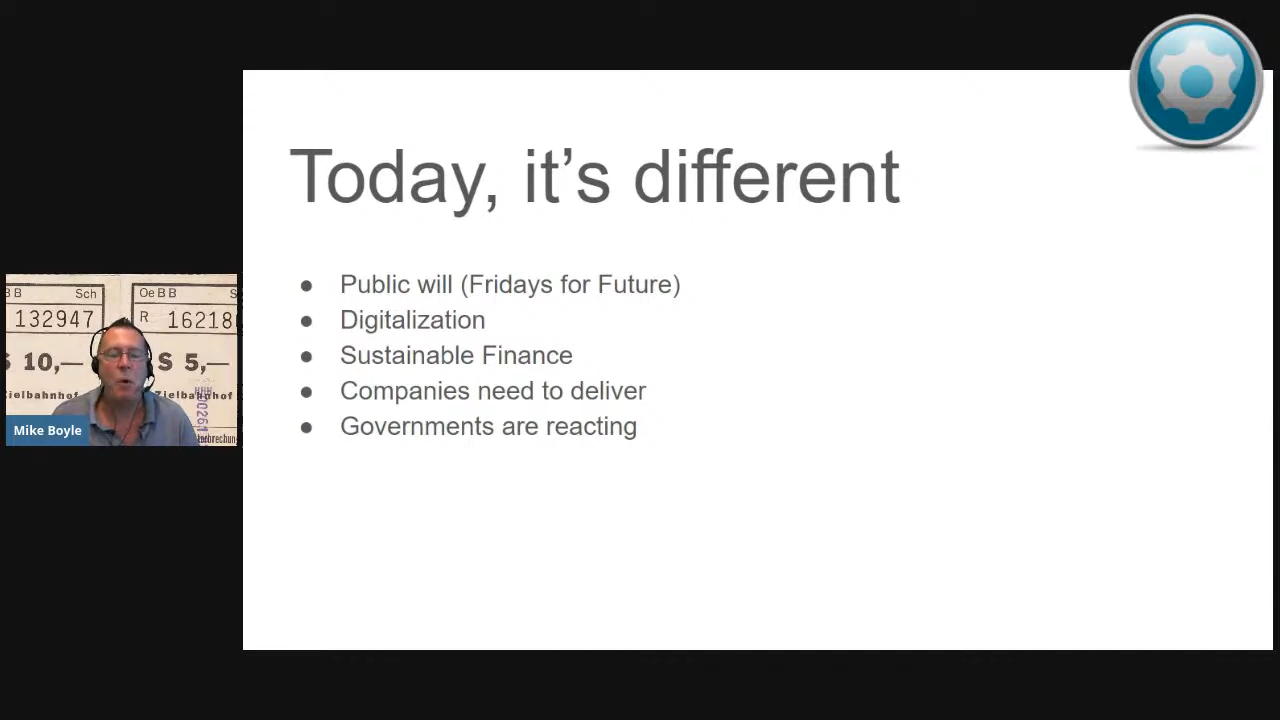 Today, it's different
● Public will (Fridays for Future)
● Digitalization
● Sustainable Finance
● Companies need to deliver
● Governments are reacting
BB Sch OeBB S
132947 R 16218
S 10,— S 5,—
Zielbahnhof Zielbahnhof
Mike Boyle